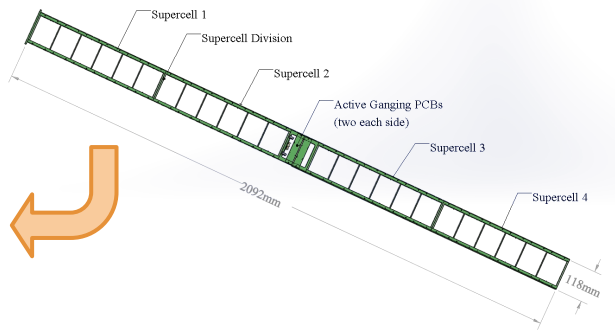 Supercell 1
Supercell Division
Supercell 2
Active Ganging PCBs
(two each side)
Supercell 3
Supercell 4
2092mm
118mm